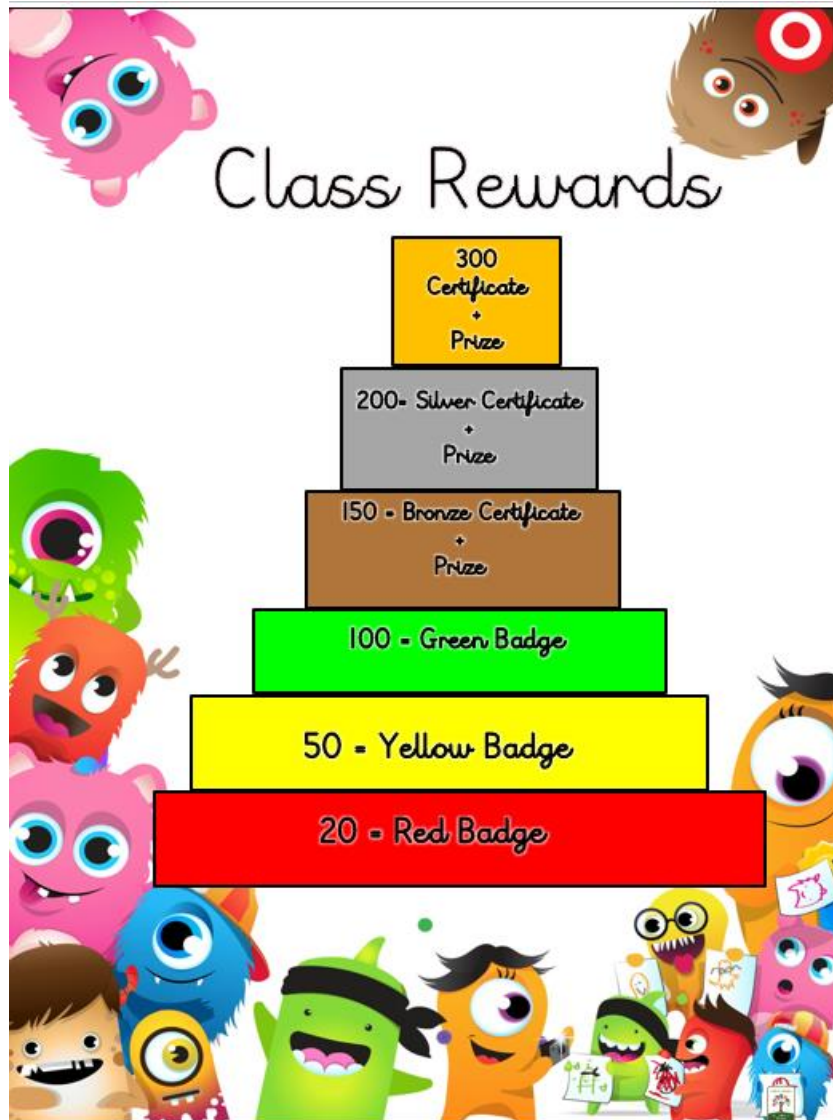 Class Rewards
300
Certificate
+
Prize
200= Silver Certificate
+
Prize
150 = Bronze Certificate
+
Prize
100 = Green Badge
50 = Yellow Badge
20 = Red Badge